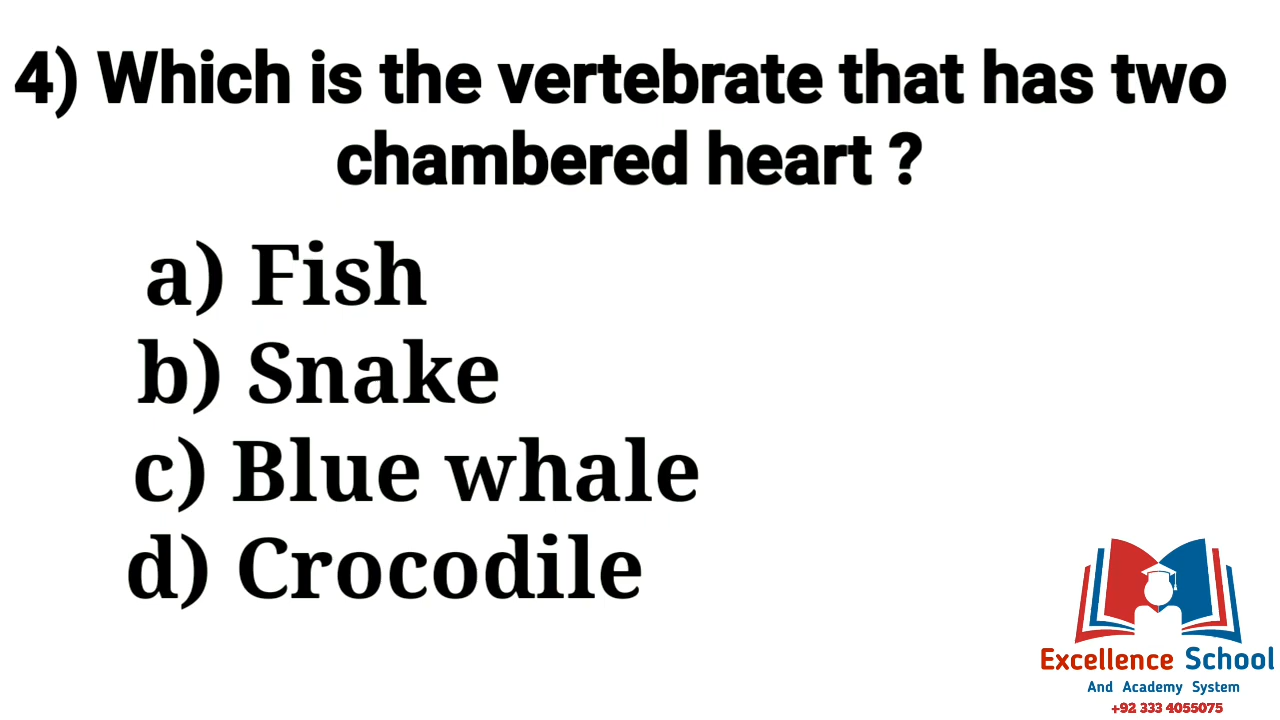 4) Which is the vertebrate that has two
chambered heart ?
a) Fish
b) Snake
c) Blue whale
d) Crocodile
Excellence School
And Academy System
+92 333 4055075